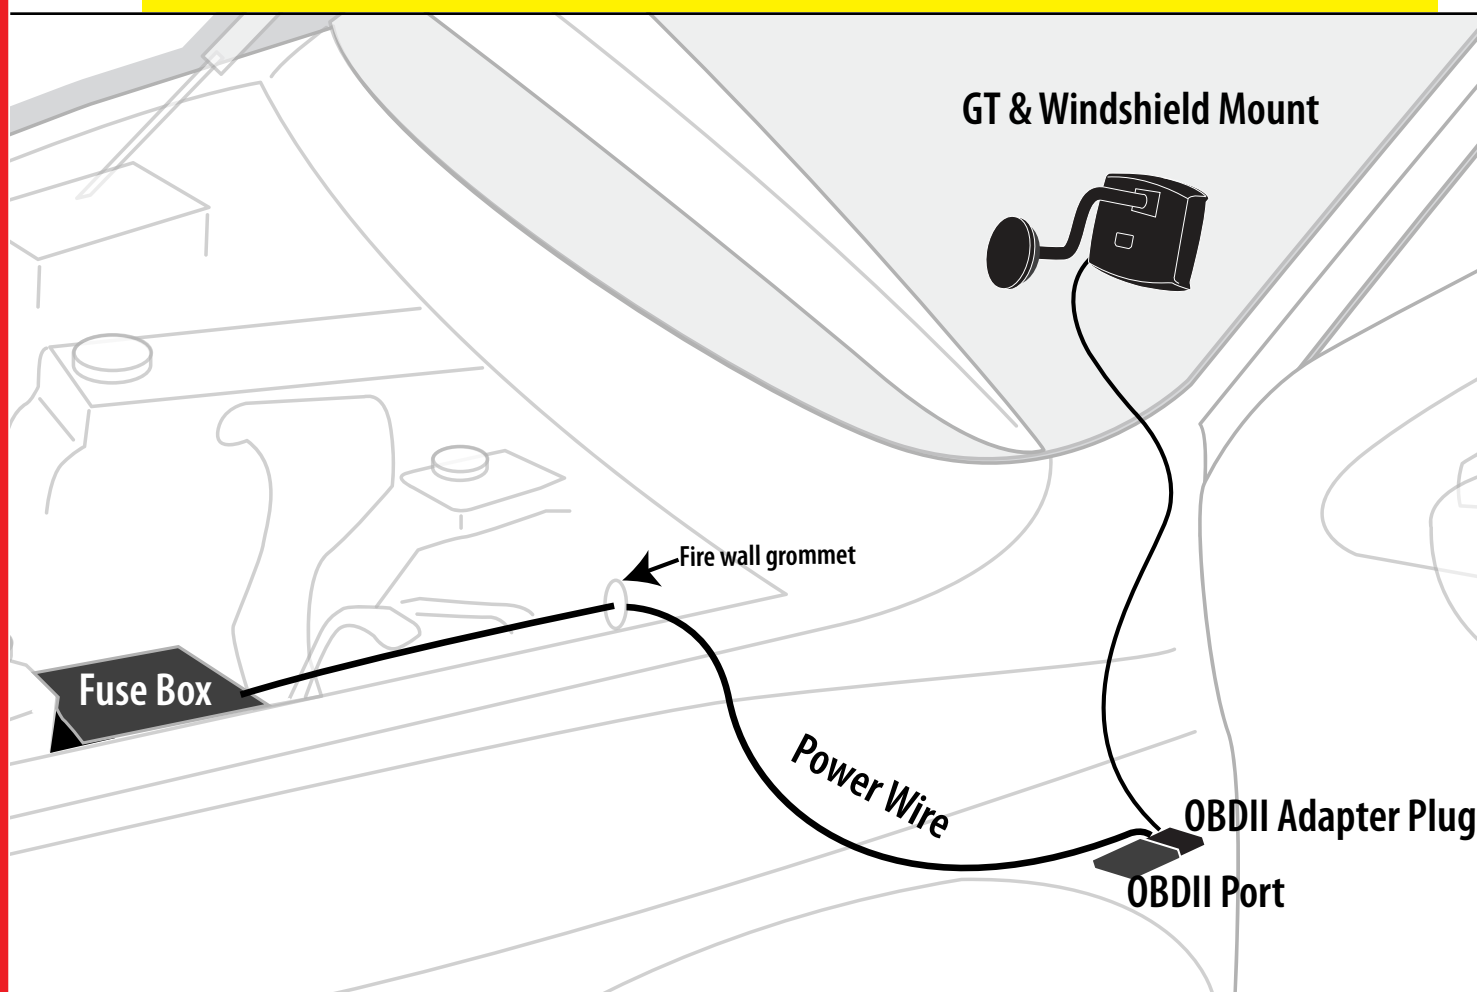 GT & Windshield Mount
Fire wall grommet
Fuse Box
Power Wire
OBDII Adapter Plug
OBDII Port